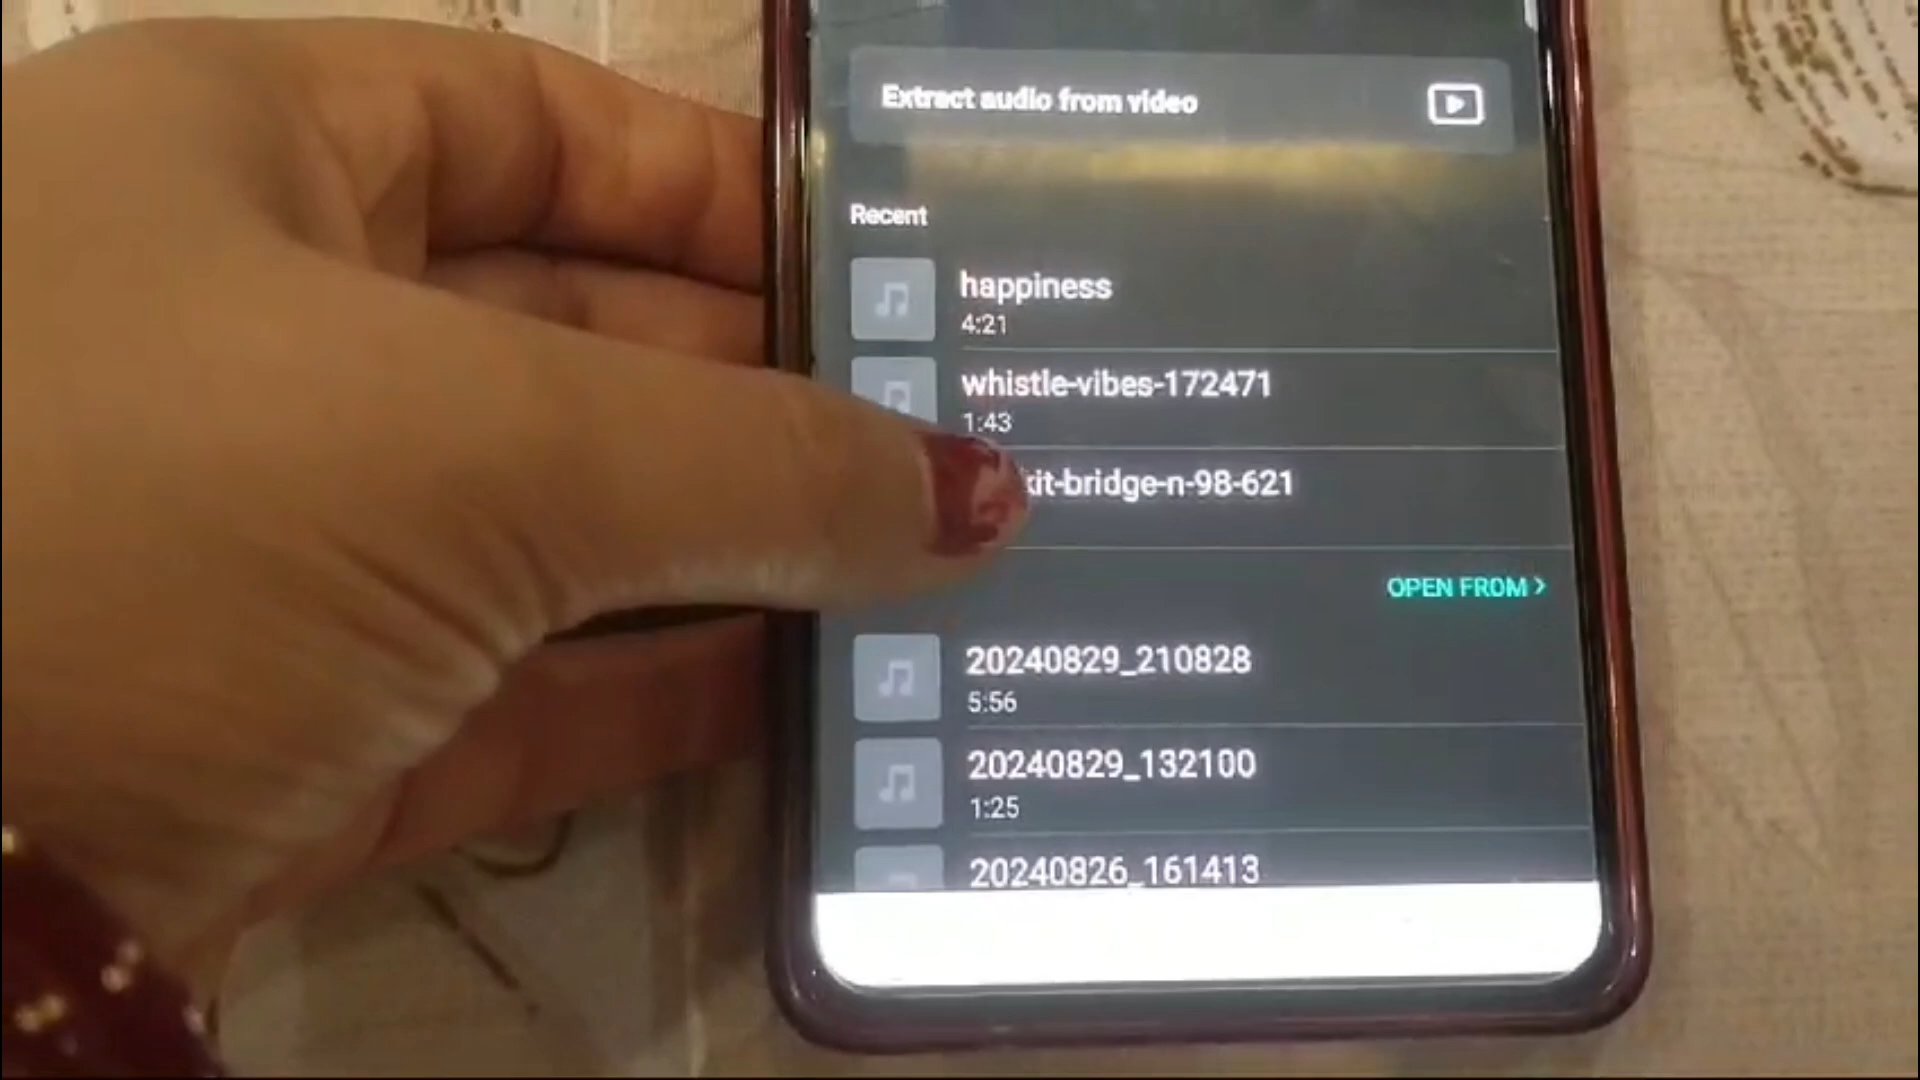 Extract audio from video
Recent
happiness
4:21
whistle-vibes-172471
1:43
kit-bridge-n-98-621
OPEN FROM >
20240829_210828
5:56
20240829_132100
1:25
20240826_161413